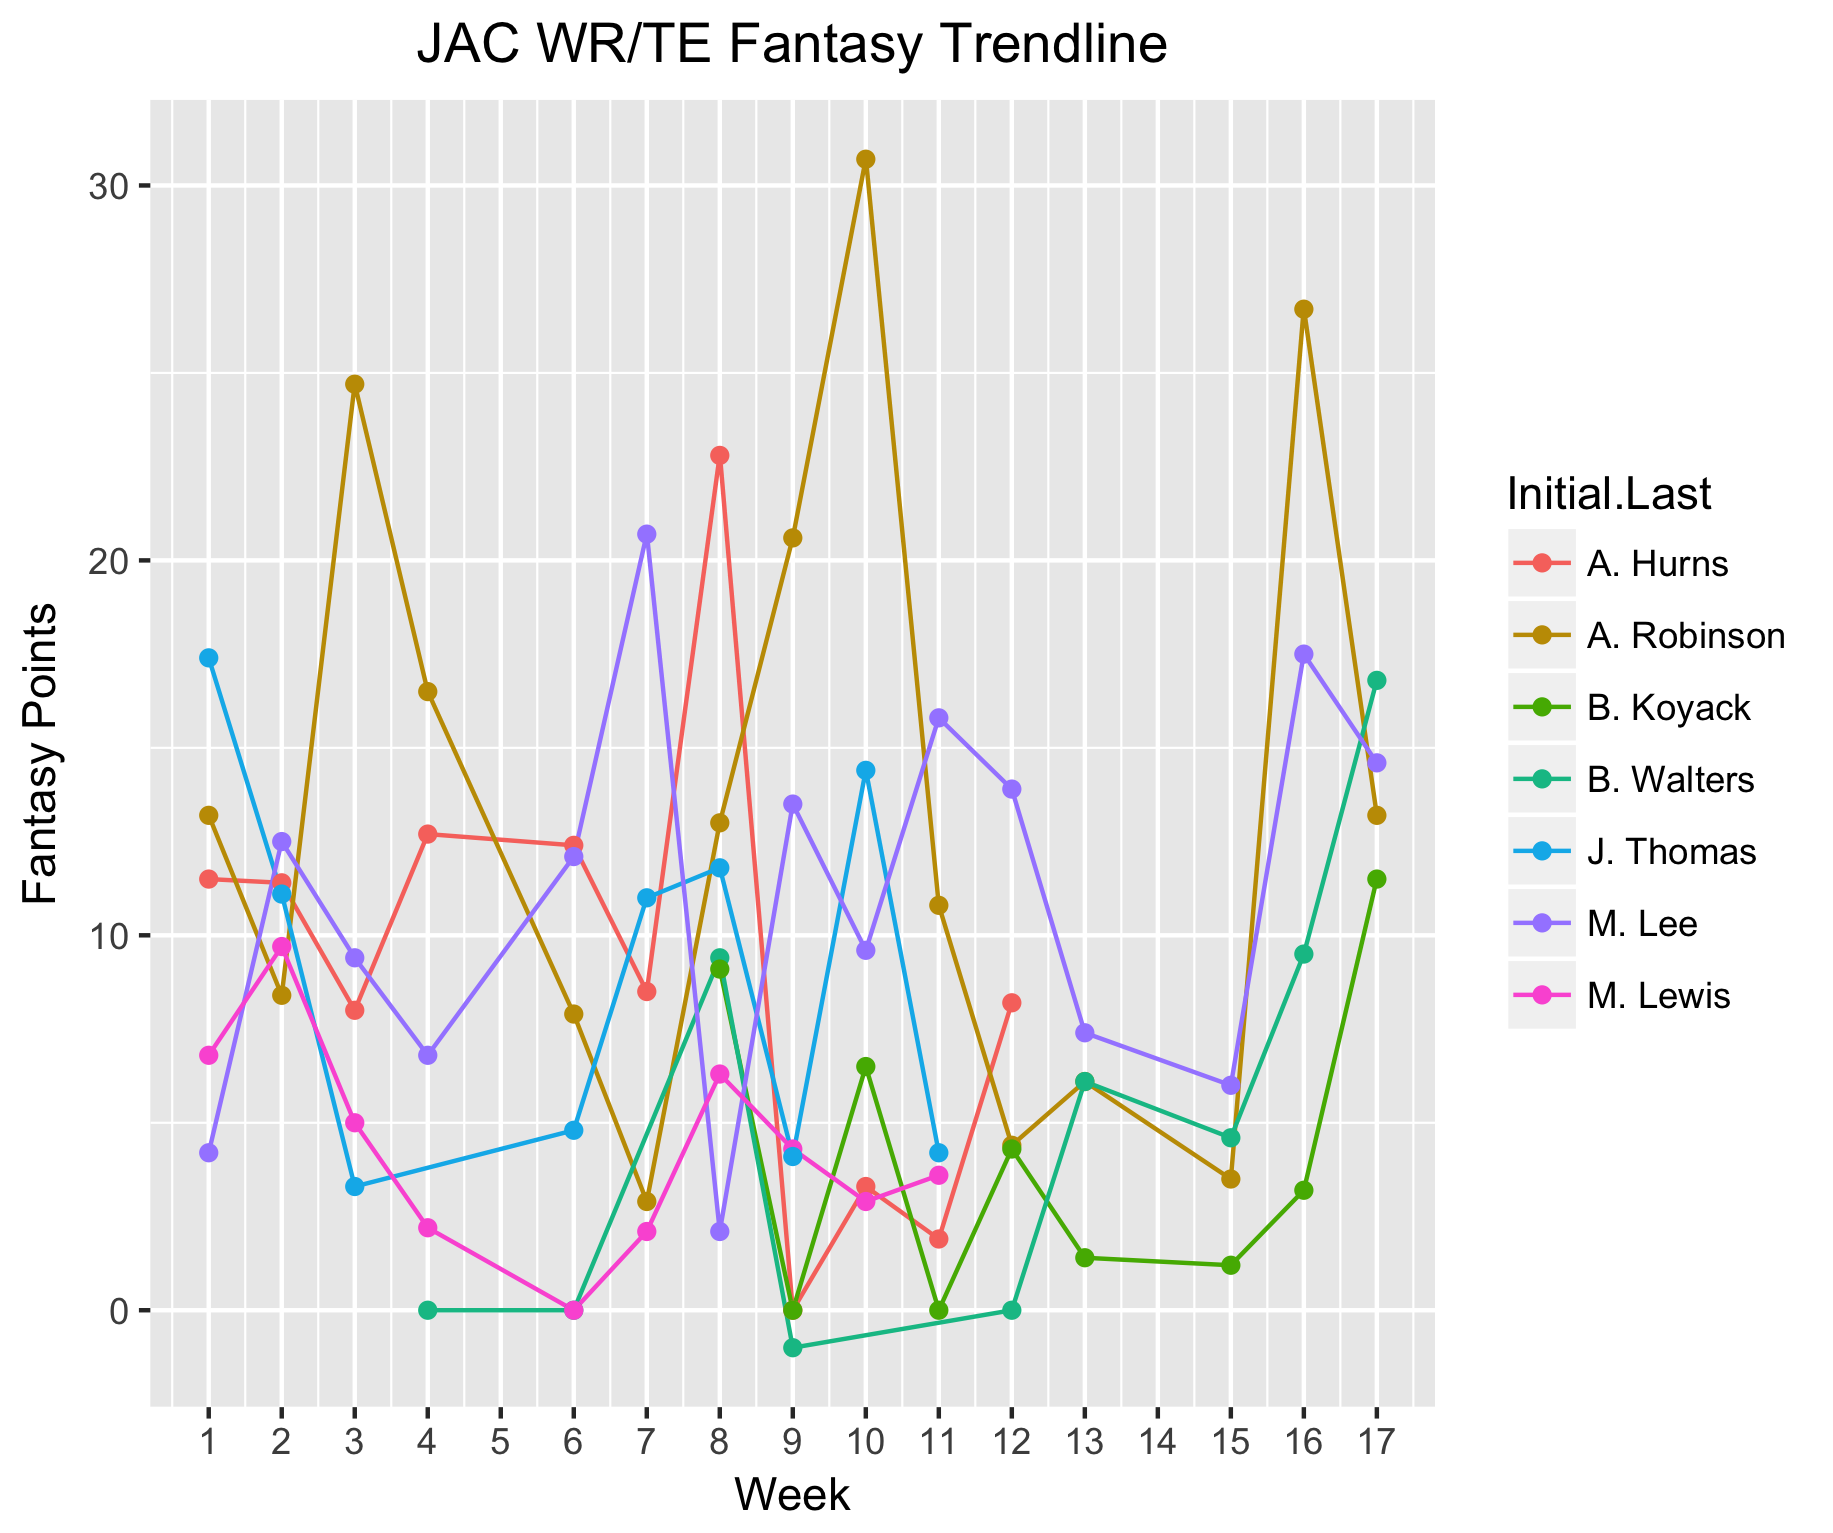 JAC WR/TE Fantasy Trendline
Fantasy Points
30
20
10
0
1 2 3 4 5 6 7 8 9 10 11 12 13 14 15 16 17
Week
Initial.Last
A. Hurns
A. Robinson
B. Koyack
B. Walters
J. Thomas
M. Lee
M. Lewis